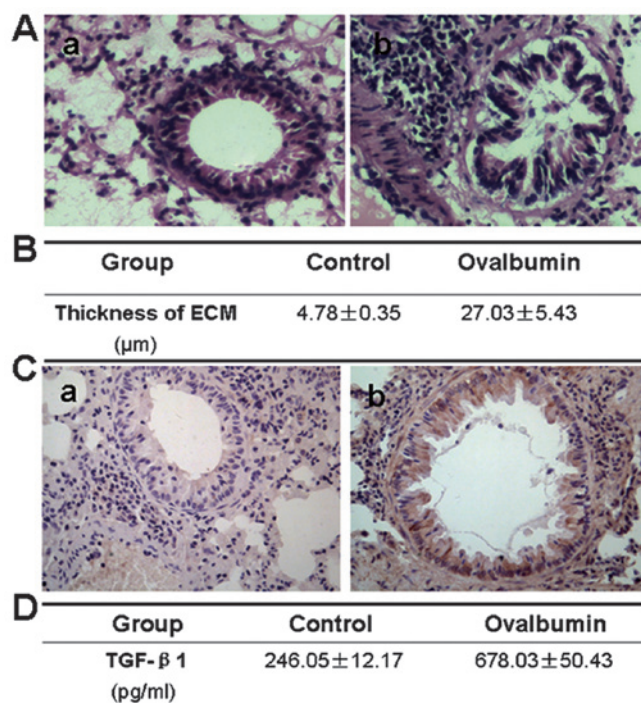 A
a
b
B
Group Control Ovalbumin
Thickness of ECM 4.78±0.35 27.03±5.43
(μm)
C
a
b
D
Group Control Ovalbumin
TGF-β1 246.05±12.17 678.03±50.43
(pg/ml)